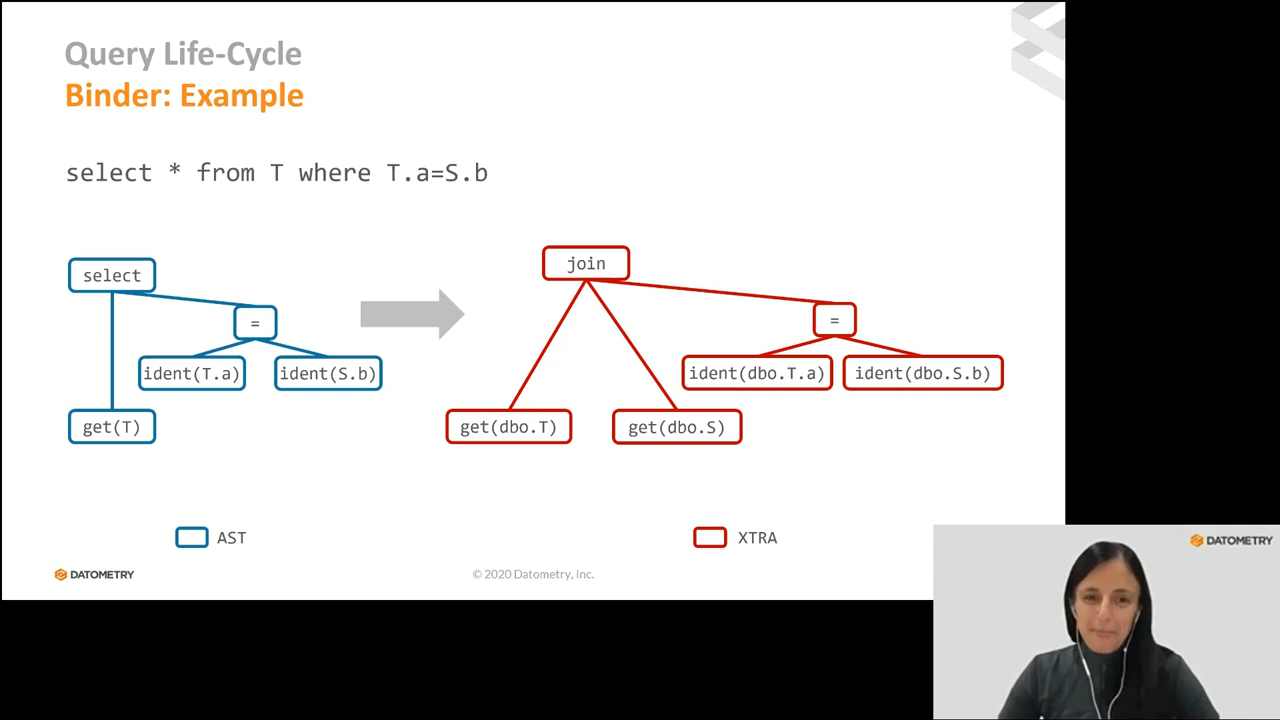 Query Life-Cycle
Binder: Example
select * from T where T.a=S.b
select
=
ident(T.a)
ident(S.b)
get(T)
join
=
ident(dbo.T.a)
ident(dbo.S.b)
get(dbo.T)
get(dbo.S)
AST
XTRA
DATOMETRY
© 2020 Datometry, Inc.
DATOMETRY